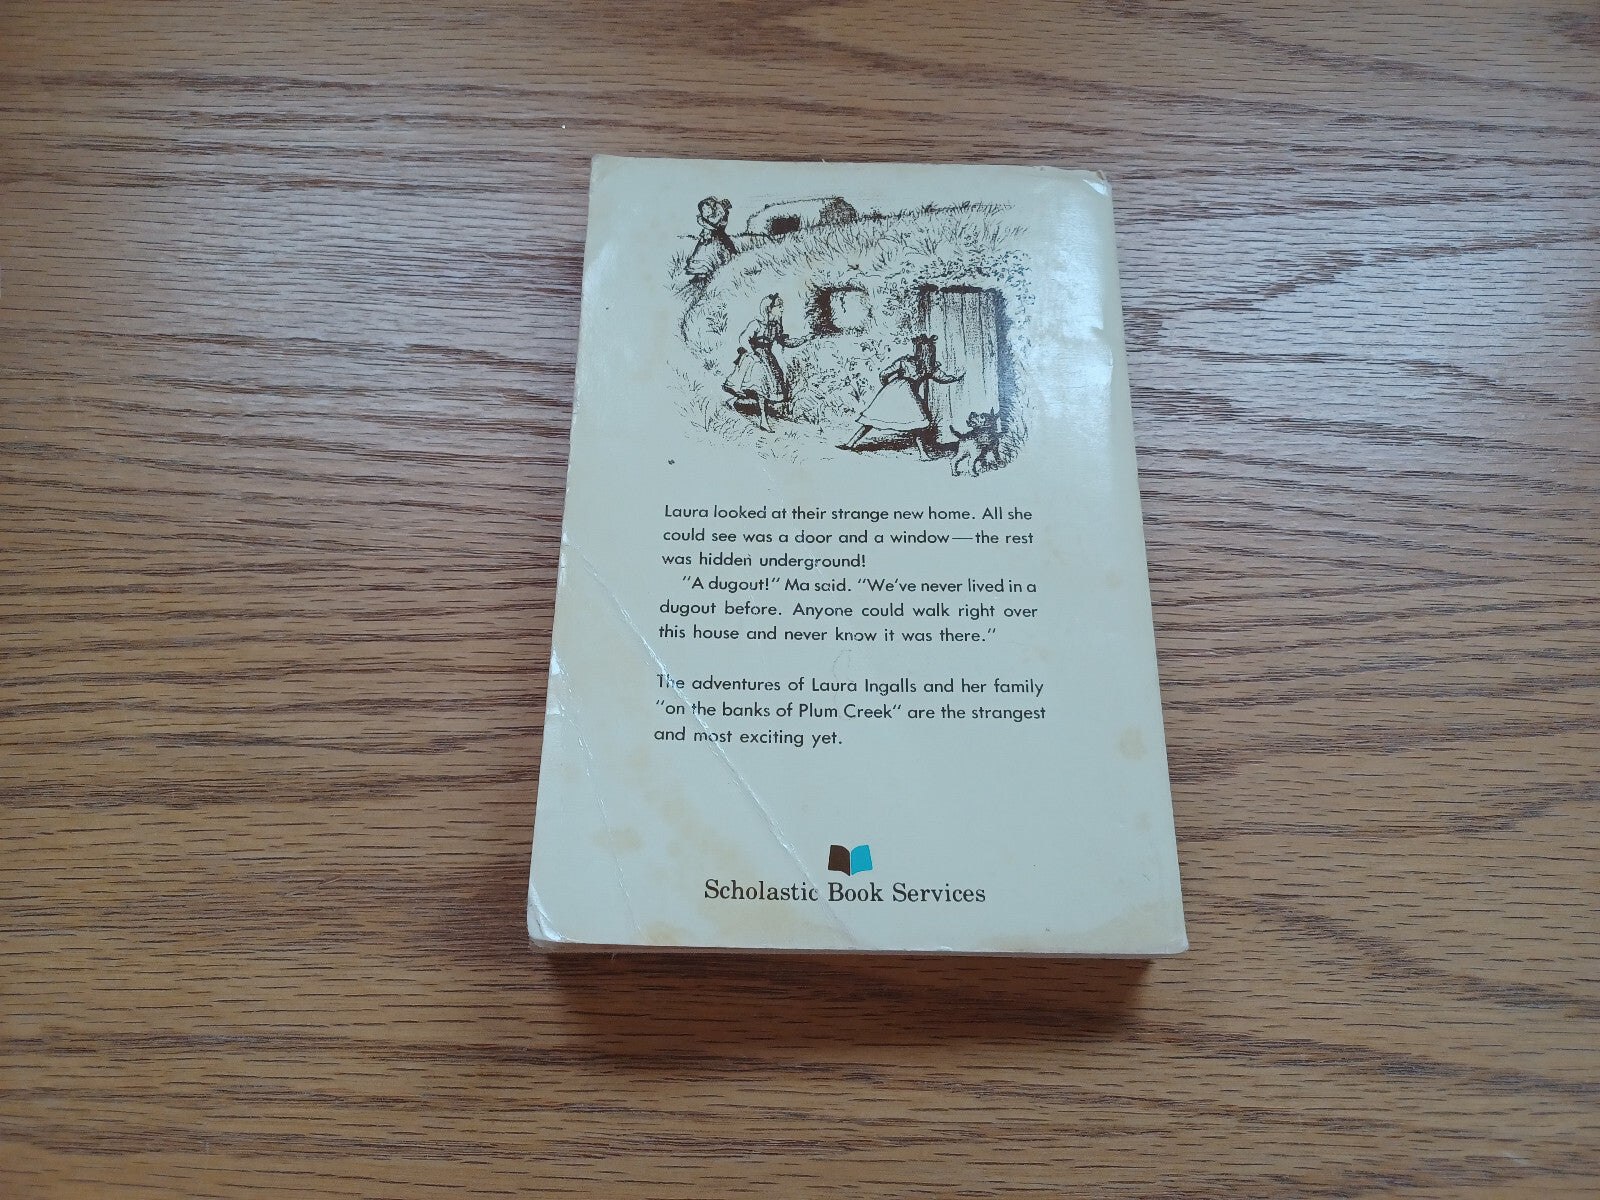 Laura looked at their strange new home. All she
could see was a door and a window—the rest
was hidden underground!
"A dugout!" Ma said. "We've never lived in a
dugout before. Anyone could walk right over
this house and never know it was there."
The adventures of Laura Ingalls and her family
"on the banks of Plum Creek" are the strangest
and most exciting yet.
Scholastic Book Services